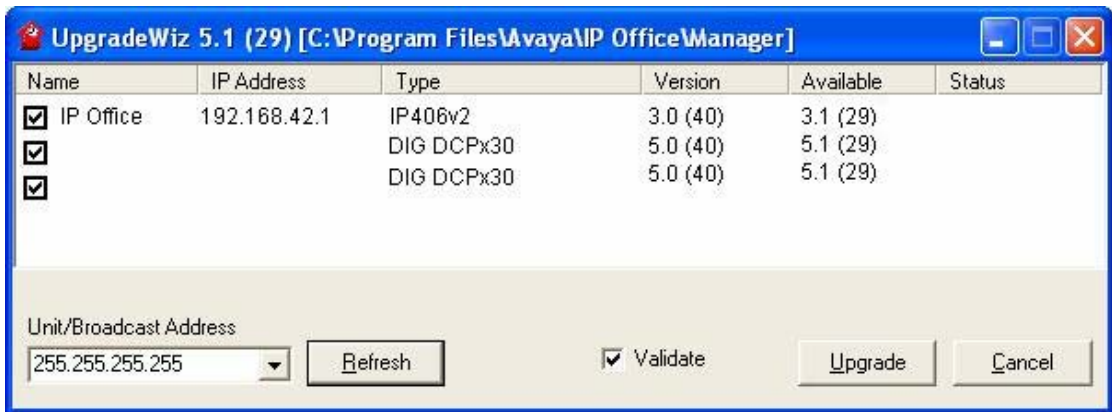 UpgradeWiz 5.1 (29) [C:\Program Files\Avaya\IP Office\Manager]
Name IP Address Type Version Available Status
IP Office 192.168.42.1 IP406v2 3.0 (40) 3.1 (29)
DIG DCPx30 5.0 (40) 5.1 (29)
DIG DCPx30 5.0 (40) 5.1 (29)
Unit/Broadcast Address
255.255.255.255 Refresh Validate Upgrade Cancel